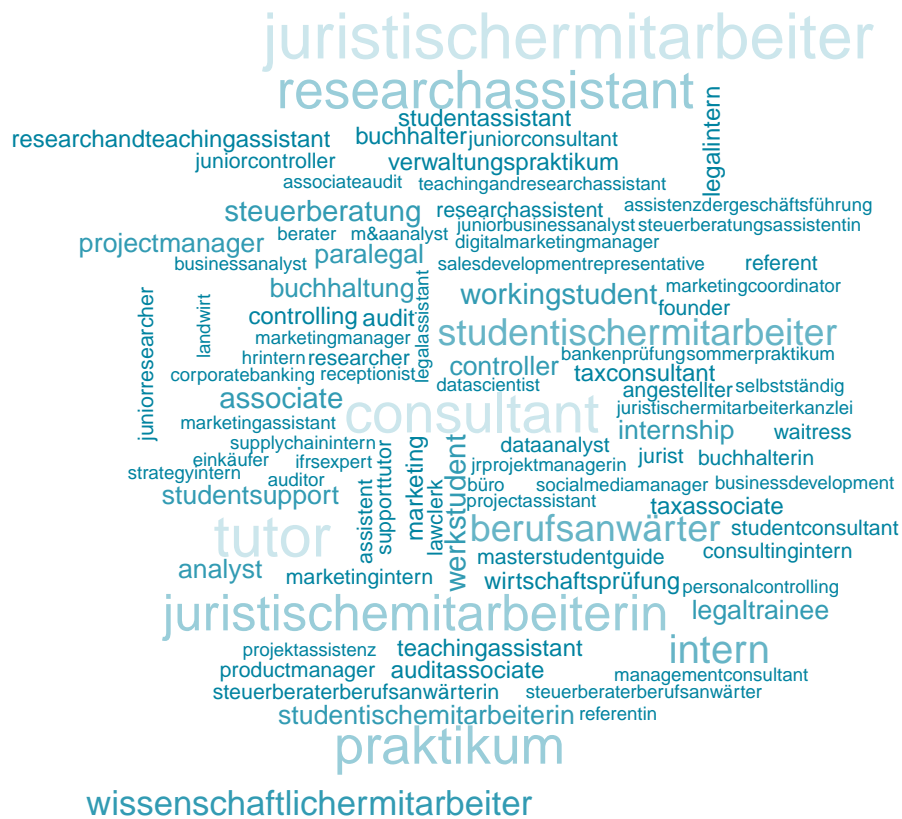 juristischermitarbeiter
researchassistant
studentassistant
legalintern
researchandteachingassistant buchhalter juniorconsultant
juniorcontroller verwaltungspraktikum
associateaudit teachingandresearchassistant
steuerberatung researchassistent assistenzdergeschäftsführung
projectmanager berater m&aanalyst juniorbusinessanalyst steuerberatungsassistentin
paralegal digitalmarketingmanager
businessanalyst salesdevelopmentrepresentative referent
buchhaltung legalassistant workingstudent marketingcoordinator
juniorresearcher landwirt controlling audit founder
marketingmanager studentischermitarbeiter
hrintern researcher controller bankenprüfungsommerpraktikum
corporatebanking receptionist datascientist taxconsultant
associate consultant angestellter selbstständig
marketingassistant juristischermitarbeiterkanzlei
supplychainintern internship waitress
einkäufer ifrsexpert supporttutor marketing werkstudent dataanalyst
strategyintern auditor jrprojektmanagerin jurist buchhalterin
studentsupport assistent lawclerk büro socialmediamanager businessdevelopment
projectassistant taxassociate
tutor berufsanwärter studentconsultant
analyst masterstudentguide consultingintern
marketingintern wirtschaftsprüfung personalcontrolling
juristischemitarbeiterin legaltrainee
projektassistenz teachingassistant intern
productmanager auditassociate managementconsultant
steuerberaterberufsanwärterin steuerberaterberufsanwärter
studentischemitarbeiterin referentin
praktikum
wissenschaftlichermitarbeiter